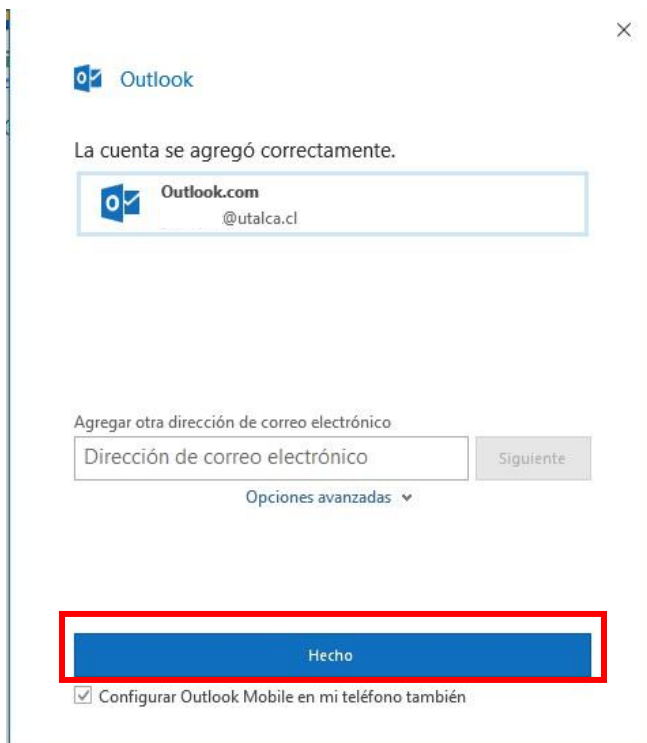 Outlook
La cuenta se agregó correctamente.
Outlook.com
@utalca.cl
Agregar otra dirección de correo electrónico
Dirección de correo electrónico
Siguiente
Opciones avanzadas
Hecho
Configurar Outlook Mobile en mi teléfono también